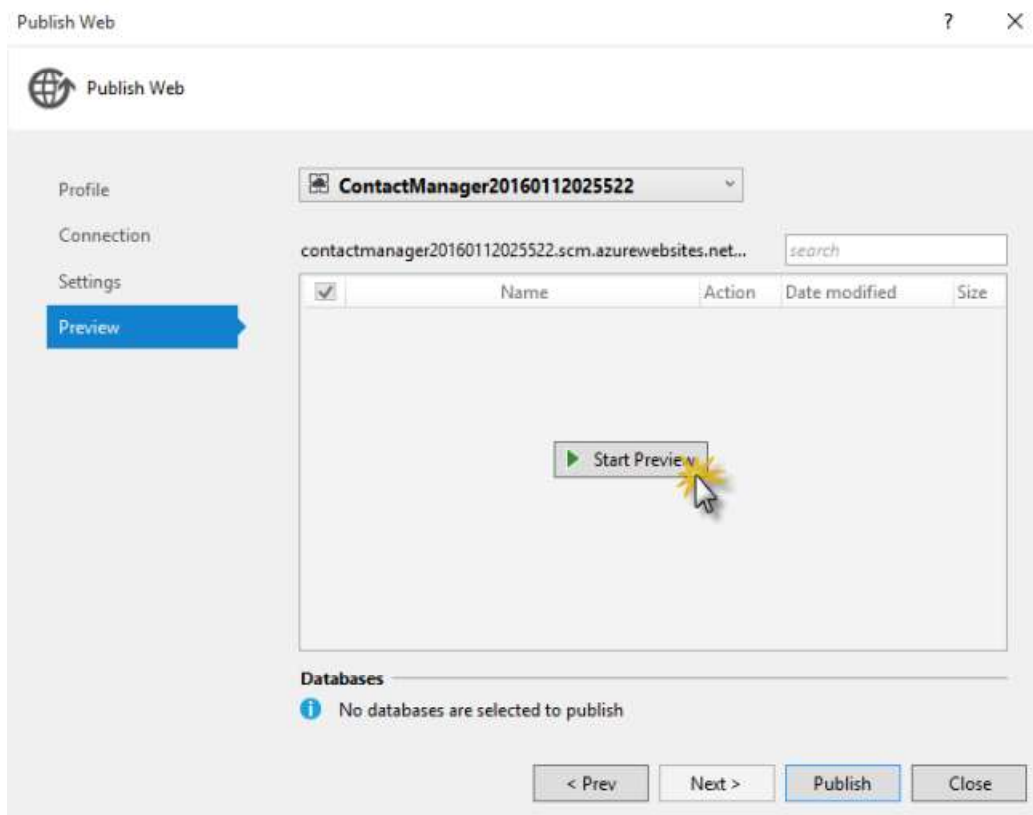 Publish Web
?
Publish Web
Profile
Connection
Settings
Preview
ContactManager20160112025522
contactmanager20160112025522.scm.azurewebsites.net...
search
Name Action Date modified Size
Start Preview
Databases
No databases are selected to publish
< Prev Next > Publish Close